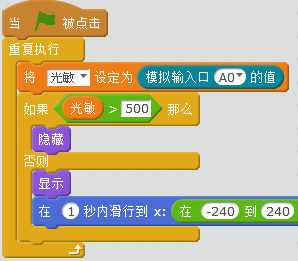 当 被点击
重复执行
将 光敏 设定为 模拟输入口 A0 的值
如果 光敏 > 500 那么
隐藏
否则
显示
在 1 秒内滑行到 x: 在 -240 到 240